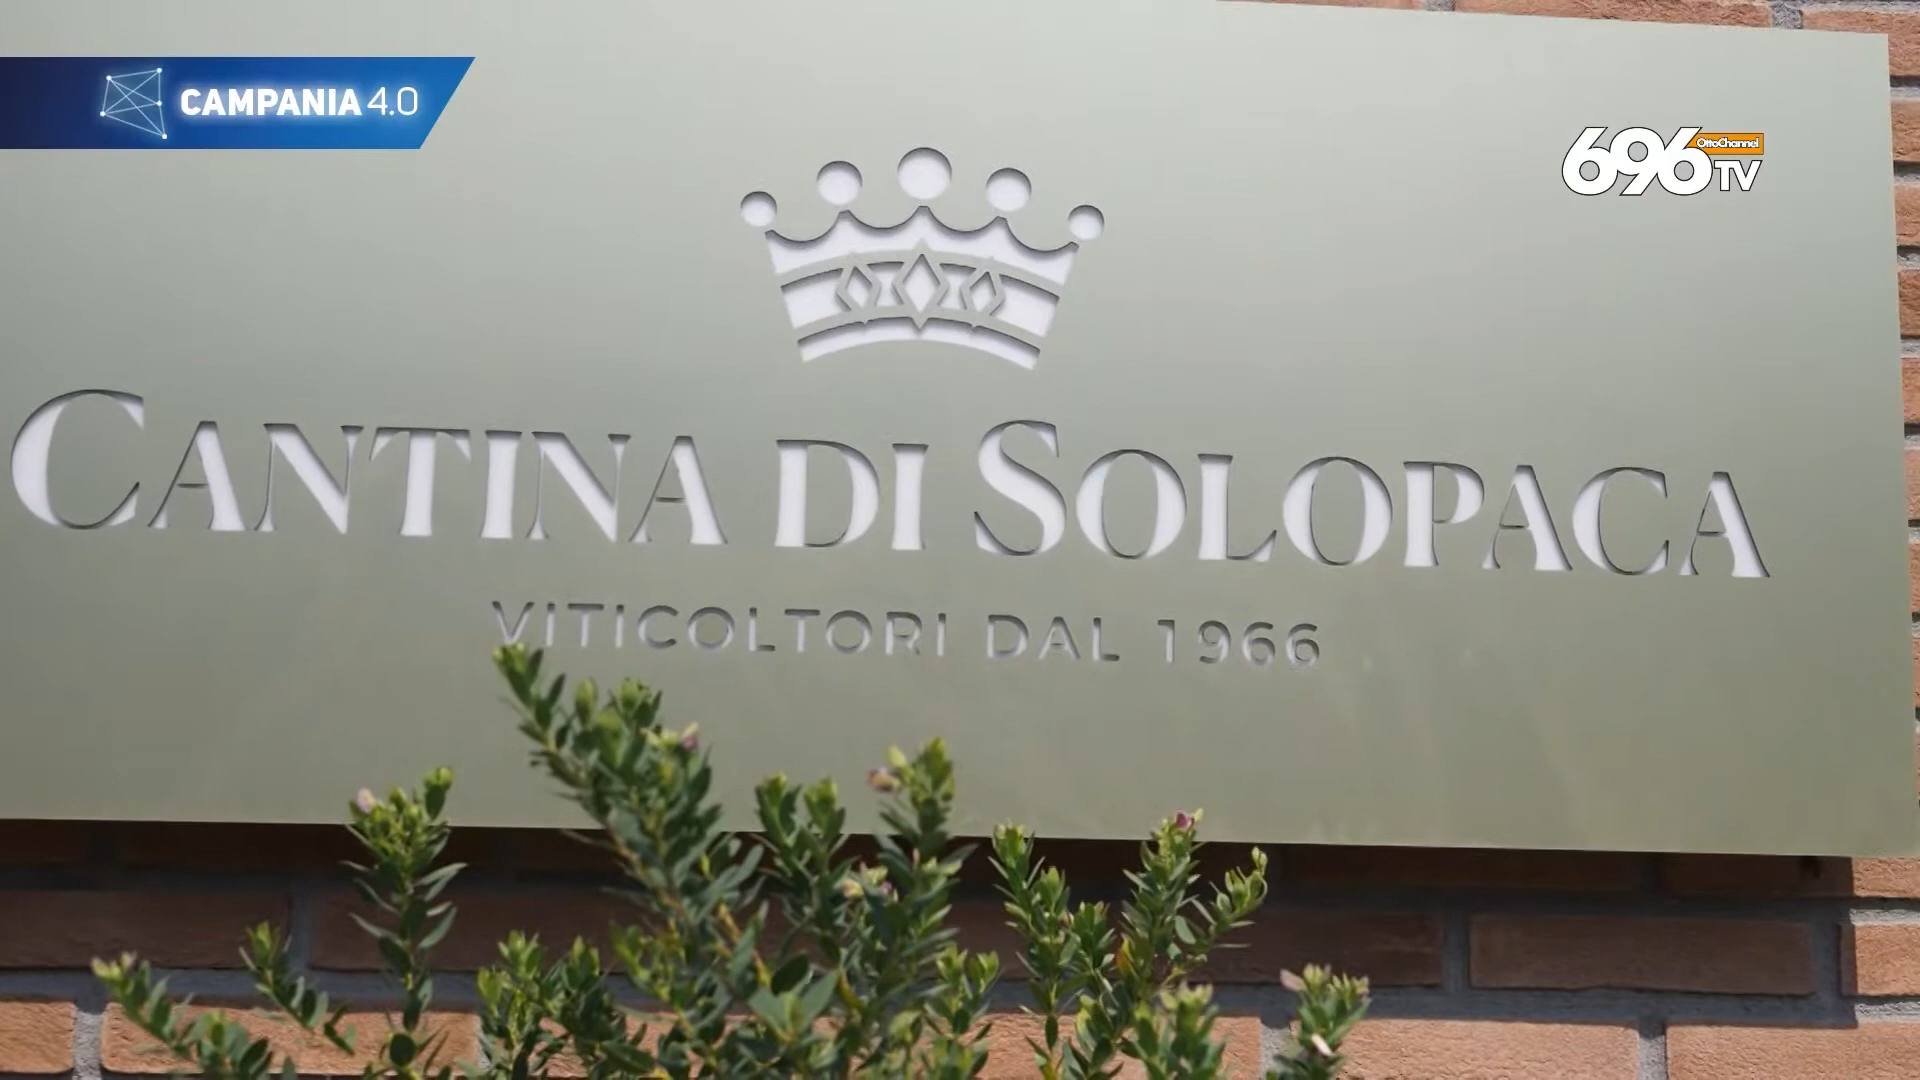 CAMPANIA 4.0
696 TV OttoChannel
CANTINA DI SOLOPACA
VITICOLTORI DAL 1966